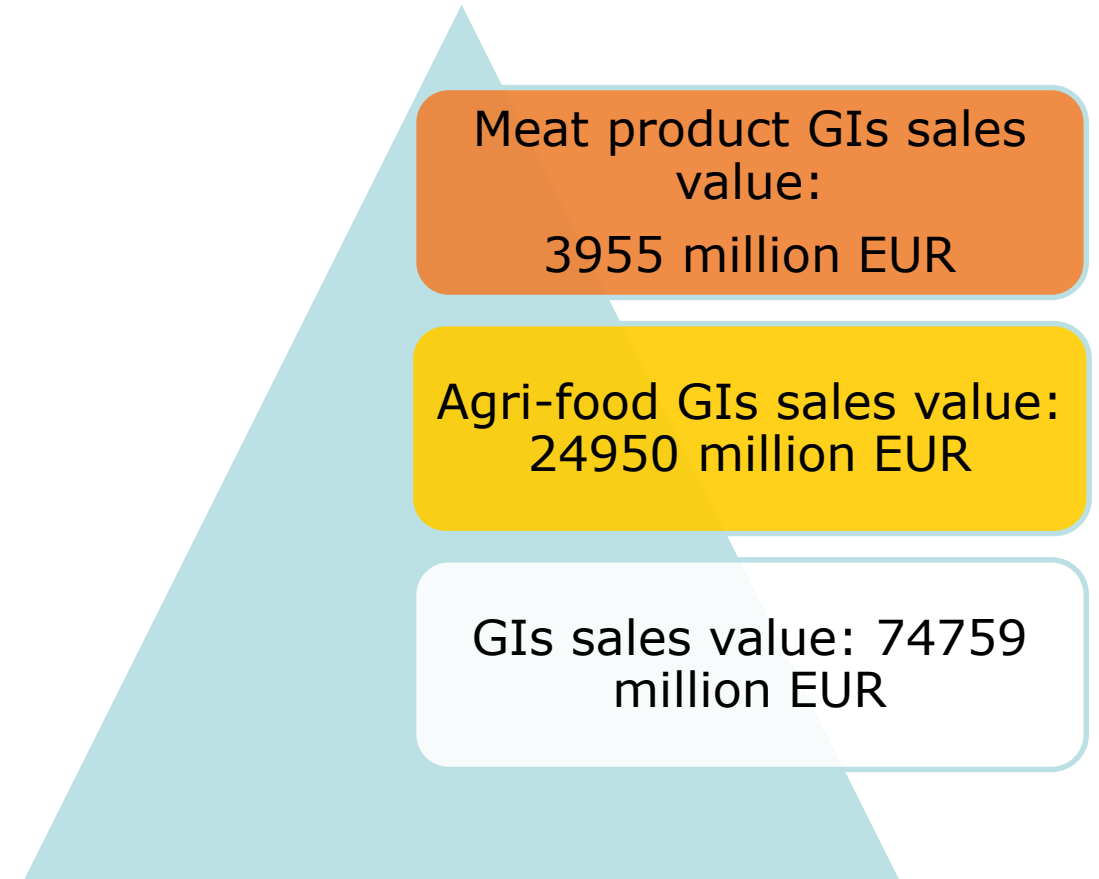 Meat product GIs sales
value:
3955 million EUR
Agri-food GIs sales value:
24950 million EUR
GIs sales value: 74759
million EUR